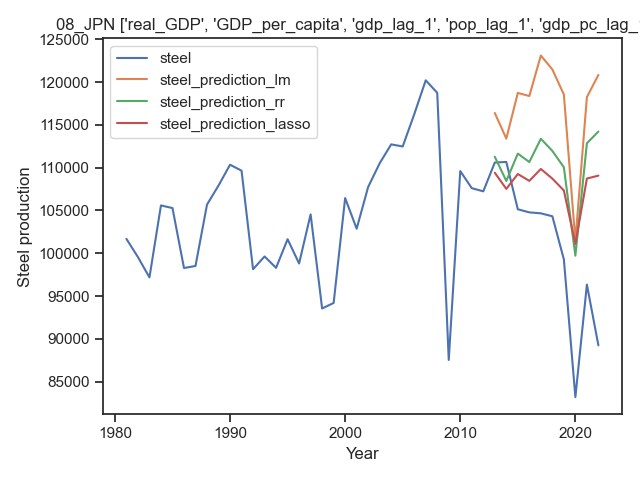 08_JPN ['real_GDP', 'GDP_per_capita', 'gdp_lag_1', 'pop_lag_1', 'gdp_pc_lag_
steel
steel_prediction_lm
steel_prediction_rr
steel_prediction_lasso
Steel production
125000
120000
115000
110000
105000
100000
95000
90000
85000
1980 1990 2000 2010 2020
Year